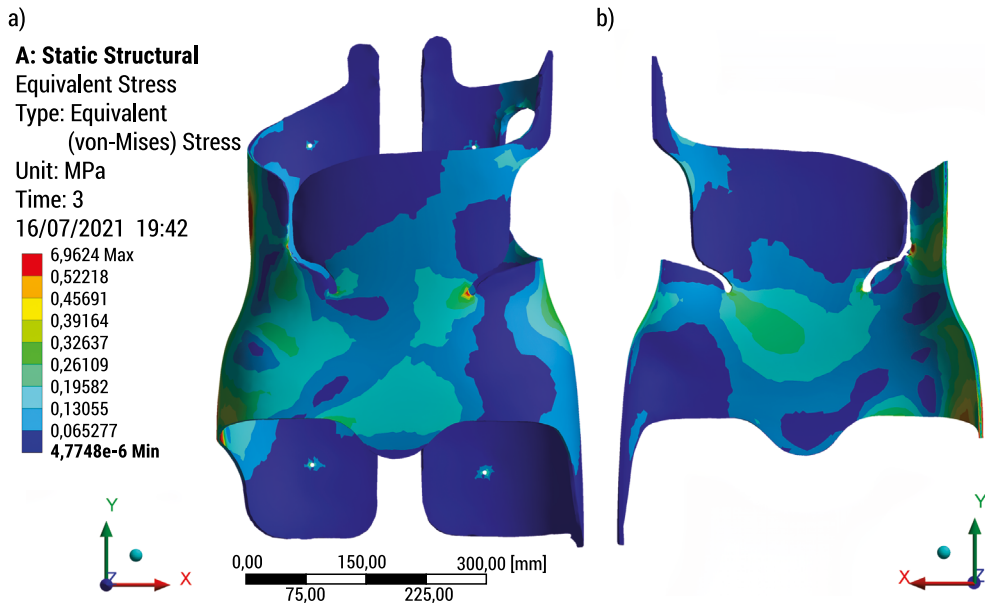 a)
A: Static Structural
Equivalent Stress
Type: Equivalent
(von-Mises) Stress
Unit: MPa
Time: 3
16/07/2021 19:42
6,9624 Max
0,52218
0,45691
0,39164
0,32637
0,26109
0,19582
0,13055
0,065277
4,7748e-6 Min
Y
Z
X
0,00 150,00 300,00 [mm]
75,00 225,00
b)
Y
X
Z